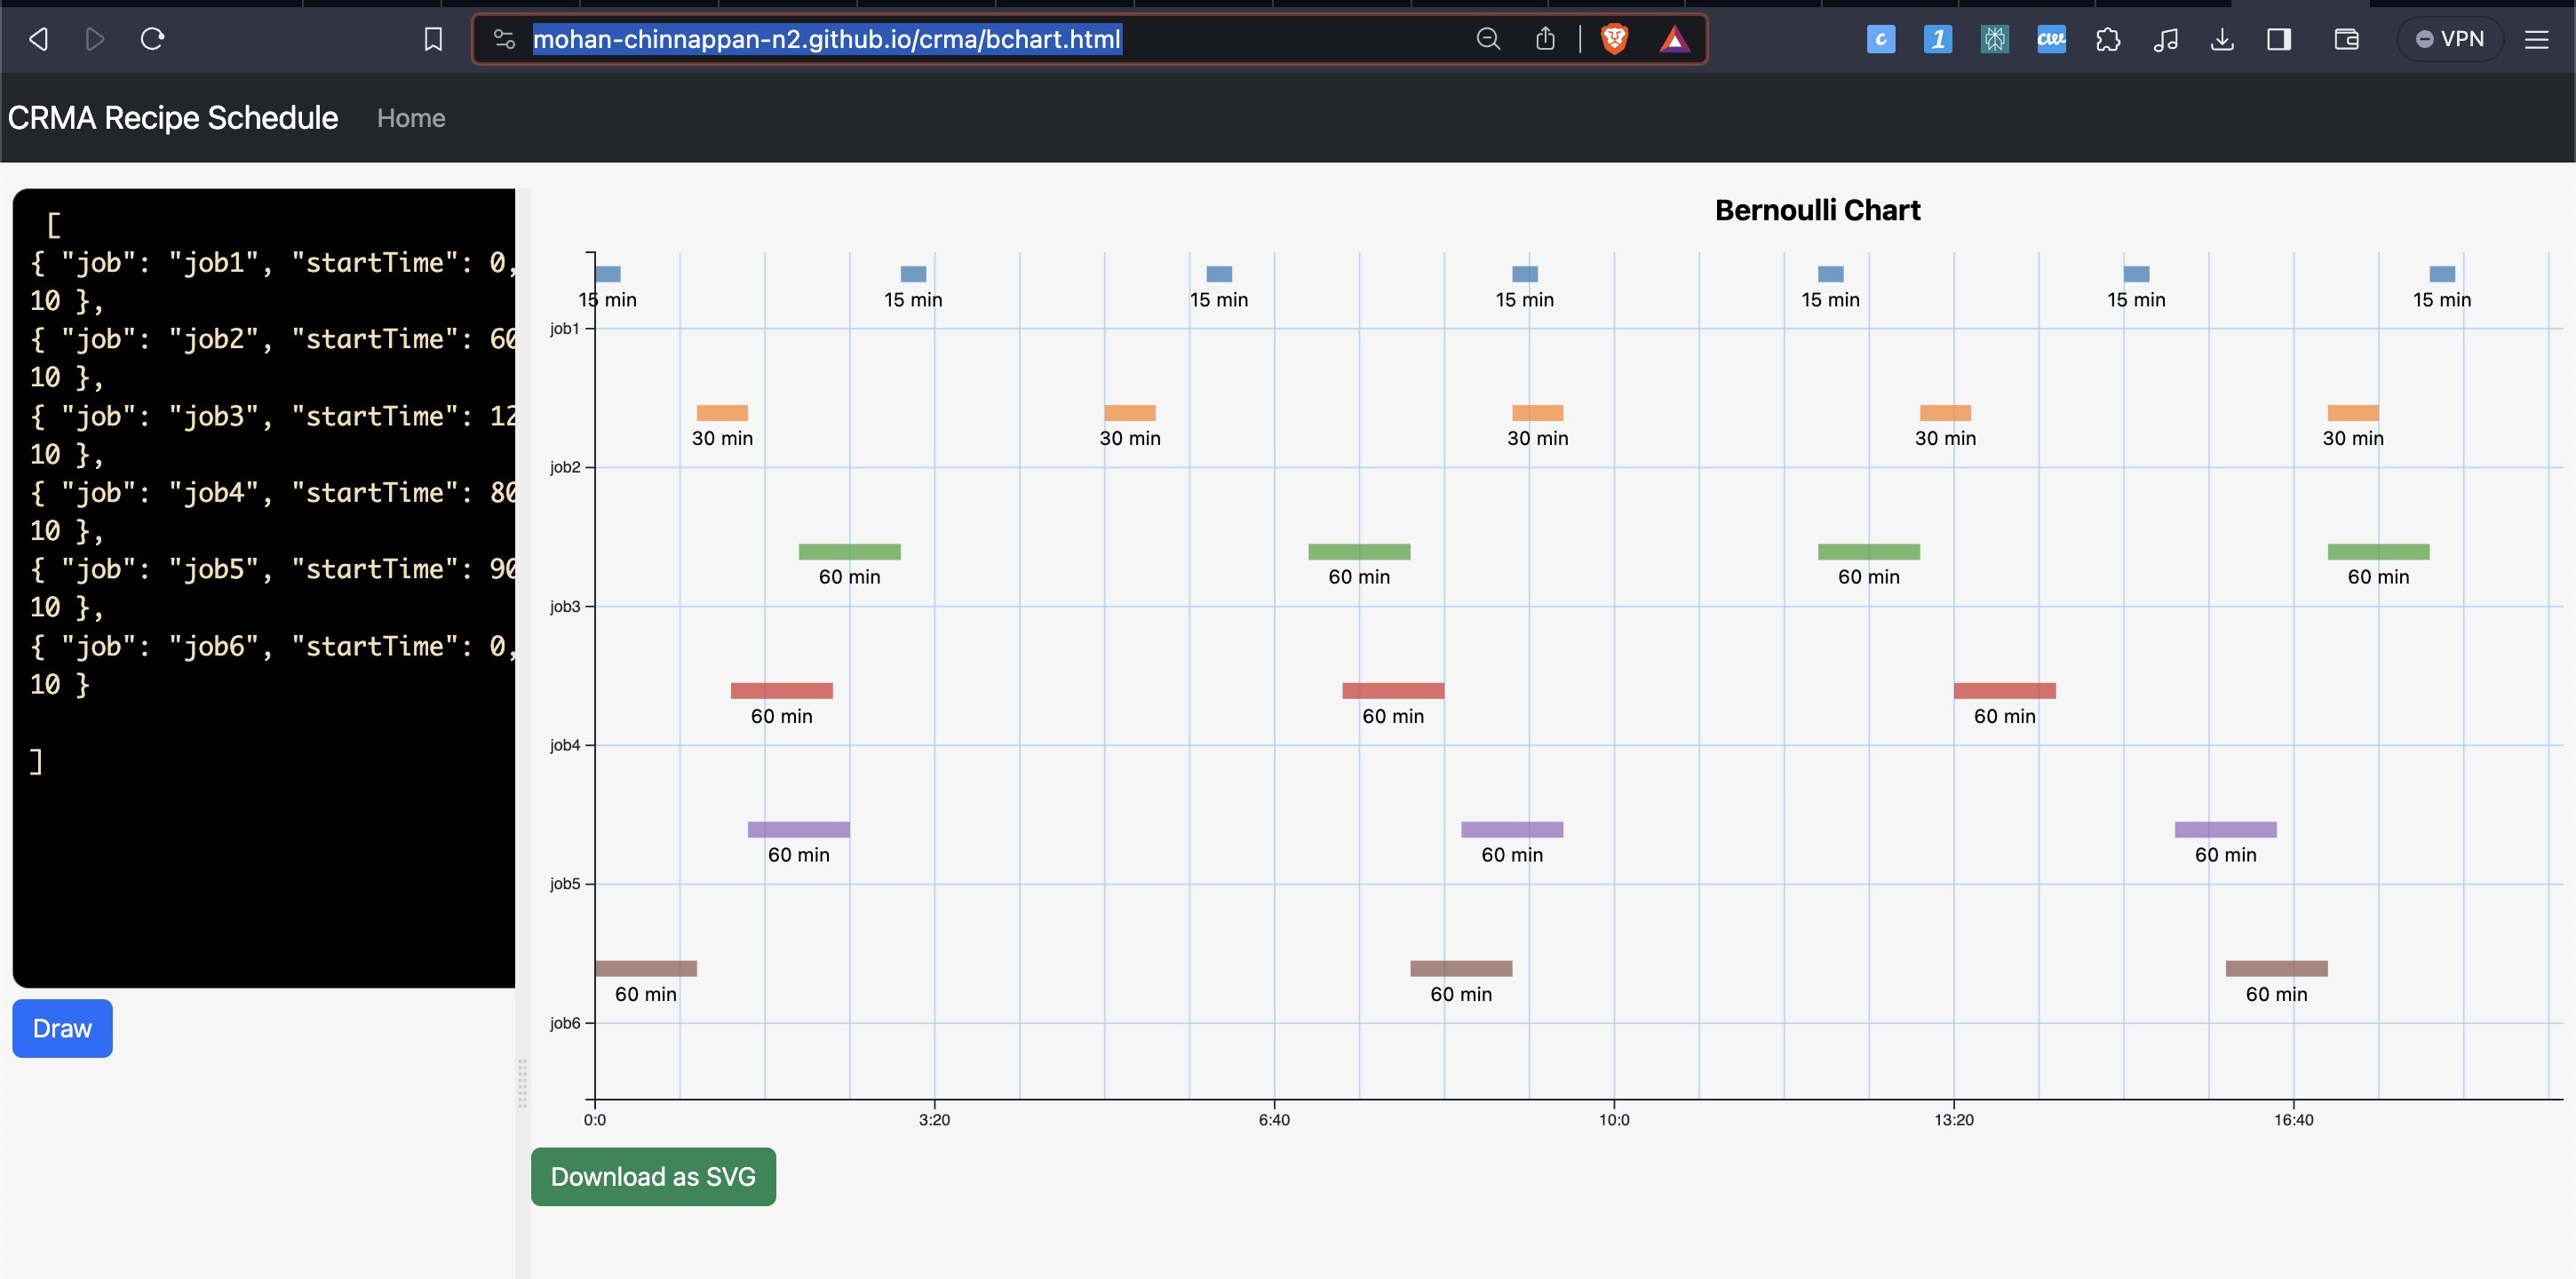 mohan-chinnappan-n2.github.io/crma/bchart.html
VPN
CRMA Recipe Schedule Home
[
{ "job": "job1", "startTime": 0,
10 },
{ "job": "job2", "startTime": 60
10 },
{ "job": "job3", "startTime": 12
10 },
{ "job": "job4", "startTime": 80
10 },
{ "job": "job5", "startTime": 90
10 },
{ "job": "job6", "startTime": 0,
10 }
]
Draw
Bernoulli Chart
15 min 15 min 15 min 15 min 15 min 15 min 15 min
job1
30 min 30 min 30 min 30 min 30 min
job2
60 min 60 min 60 min 60 min
job3
60 min 60 min 60 min
job4
60 min 60 min 60 min
job5
60 min 60 min 60 min
job6
0:0 3:20 6:40 10:0 13:20 16:40
Download as SVG